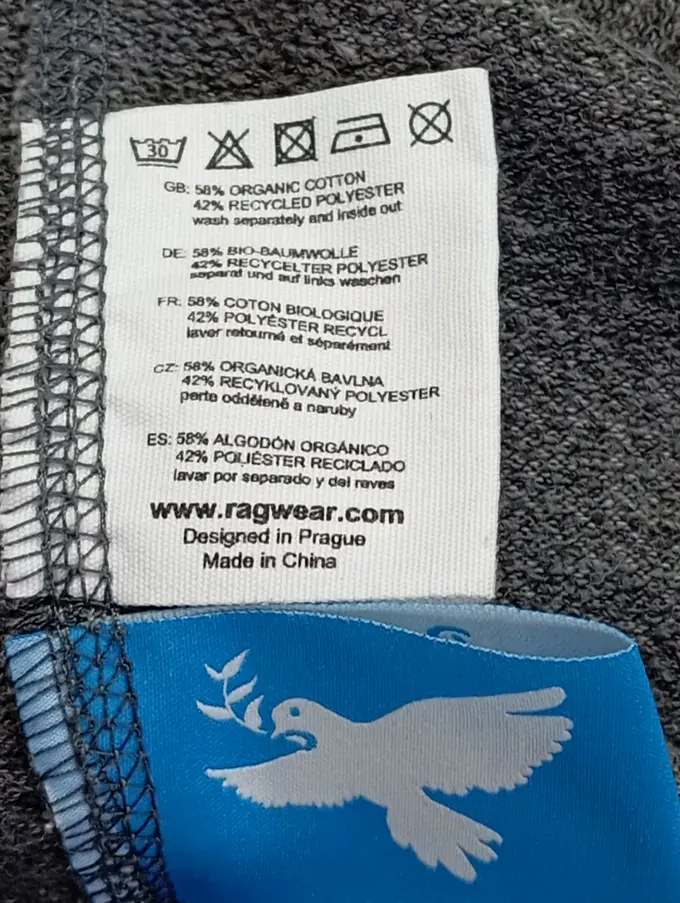 30
GB: 58% ORGANIC COTTON
42% RECYCLED POLYESTER
wash separately and inside out
DE: 58% BIO-BAUMWOLLE
42% RECYCELTER POLYESTER
separat und auf links waschen
FR: 58% COTON BIOLOGIQUE
42% POLYÉSTER RECYCL
laver retourné et séparément
CZ: 58% ORGANICKÁ BAVLNA
42% RECYKLOVANÝ POLYESTER
perte odděleně a naruby
ES: 58% ALGODÓN ORGÁNICO
42% POLIÉSTER RECICLADO
lavar por separado y del reves
www.ragwear.com
Designed in Prague
Made in China